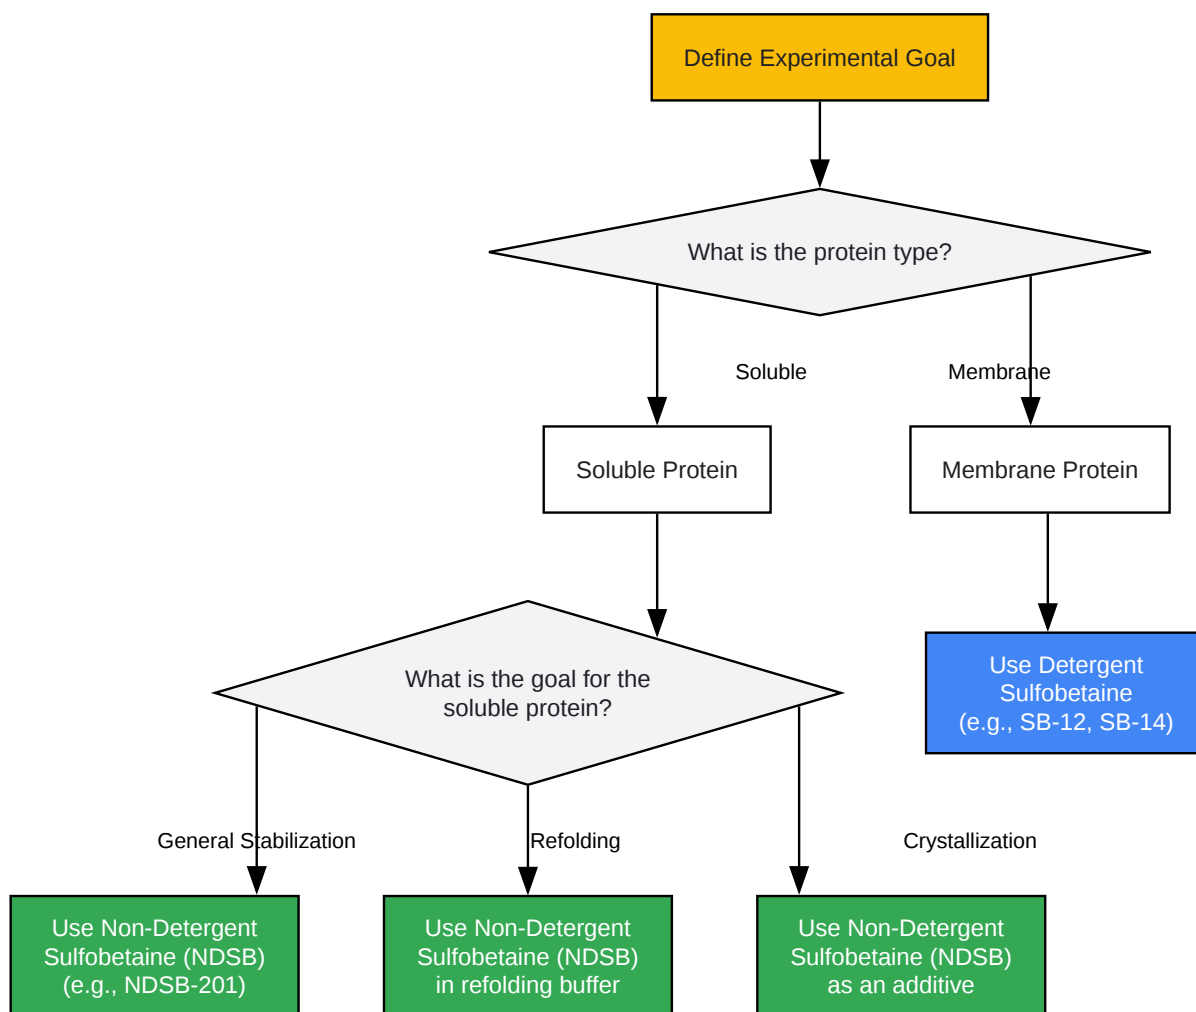 Define Experimental Goal
What is the protein type?
Soluble
Membrane
Soluble Protein
Membrane Protein
Use Detergent
Sulfobetaine
(e.g., SB-12, SB-14)
What is the goal for the
soluble protein?
General Stabilization
Refolding
Crystallization
Use Non-Detergent
Sulfobetaine (NDSB)
(e.g., NDSB-201)
Use Non-Detergent
Sulfobetaine (NDSB)
in refolding buffer
Use Non-Detergent
Sulfobetaine (NDSB)
as an additive